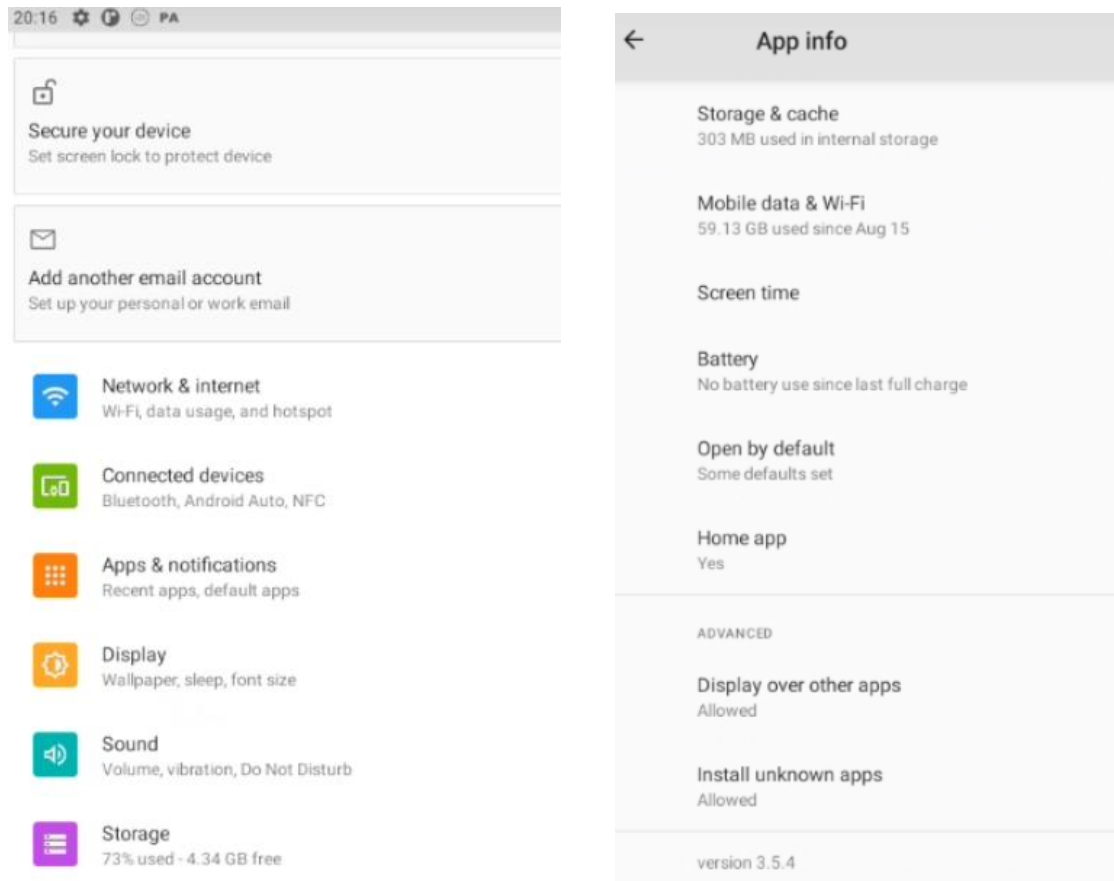 20:16 PA
Secure your device
Set screen lock to protect device
Add another email account
Set up your personal or work email
Network & internet
Wi-Fi, data usage, and hotspot
Connected devices
Bluetooth, Android Auto, NFC
Apps & notifications
Recent apps, default apps
Display
Wallpaper, sleep, font size
Sound
Volume, vibration, Do Not Disturb
Storage
73% used - 4.34 GB free
App info
Storage & cache
303 MB used in internal storage
Mobile data & Wi-Fi
59.13 GB used since Aug 15
Screen time
Battery
No battery use since last full charge
Open by default
Some defaults set
Home app
Yes
ADVANCED
Display over other apps
Allowed
Install unknown apps
Allowed
version 3.5.4